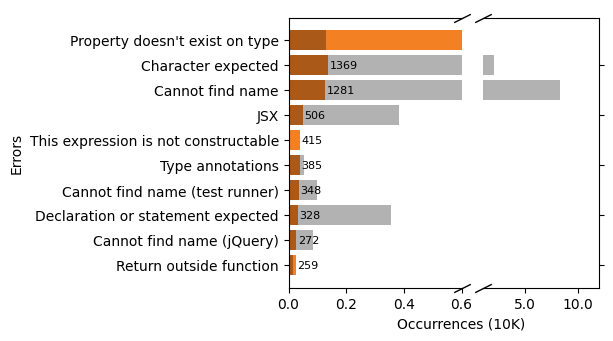 Property doesn't exist on type
Character expected 1369
Cannot find name 1281
JSX 506
This expression is not constructable 415
Type annotations 385
Cannot find name (test runner) 348
Declaration or statement expected 328
Cannot find name (jQuery) 272
Return outside function 259
Errors
0.0 0.2 0.4 0.6 5.0 10.0
Occurrences (10K)